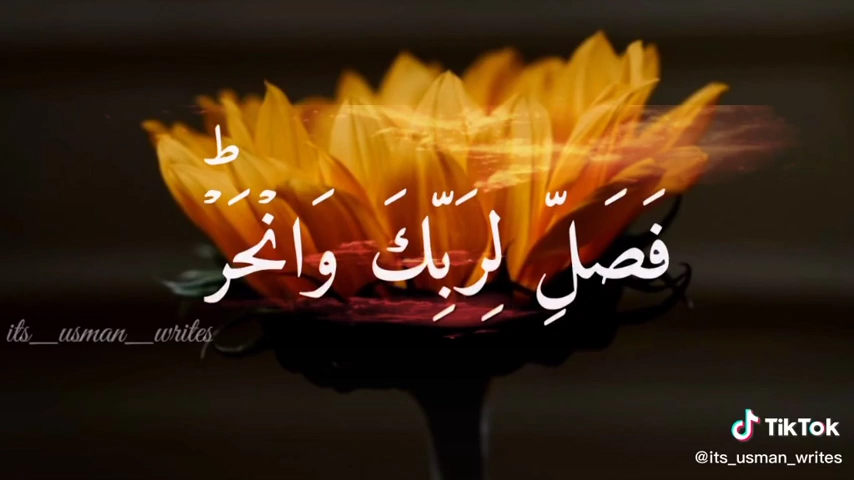 فَصَلِّ لِرَبِّكَ وَانْحَرْ ؕ
its__usman__writes
TikTok
@its_usman_writes